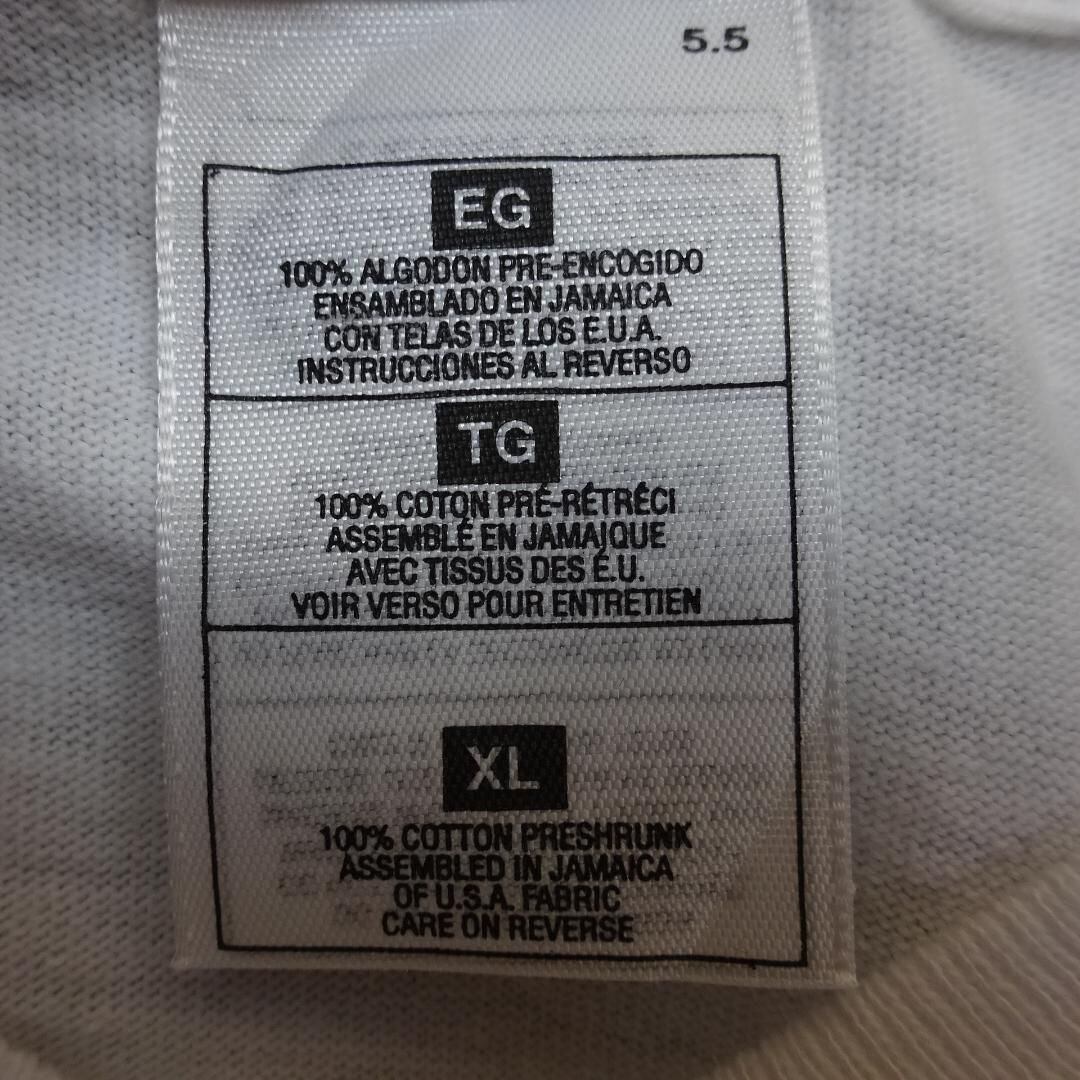 5.5
EG
100% ALGODON PRE-ENCOGIDO
ENSAMBLADO EN JAMAICA
CON TELAS DE LOS E.U.A.
INSTRUCCIONES AL REVERSO
TG
100% COTON PRÉ-RÉTRÉCI
ASSEMBLÉ EN JAMAÏQUE
AVEC TISSUS DES É.U.
VOIR VERSO POUR ENTRETIEN
XL
100% COTTON PRESHRUNK
ASSEMBLED IN JAMAICA
OF U.S.A. FABRIC
CARE ON REVERSE